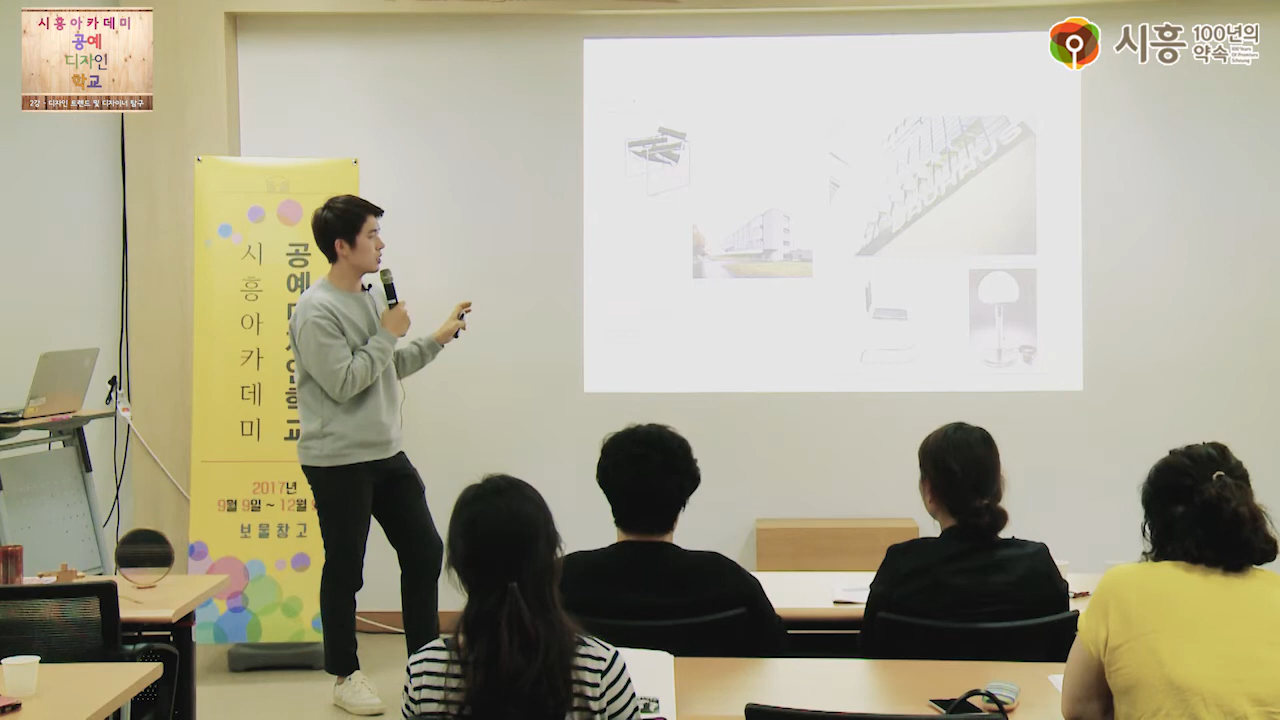 시흥아카데미
공예
디자인
학교
2강 - 디자인 트렌드 및 디자이너 탐구
시흥
100년의
약속
시흥아카데미
공예
2017년
9월 9일 ~ 12월
보물창고
BAUHAUS